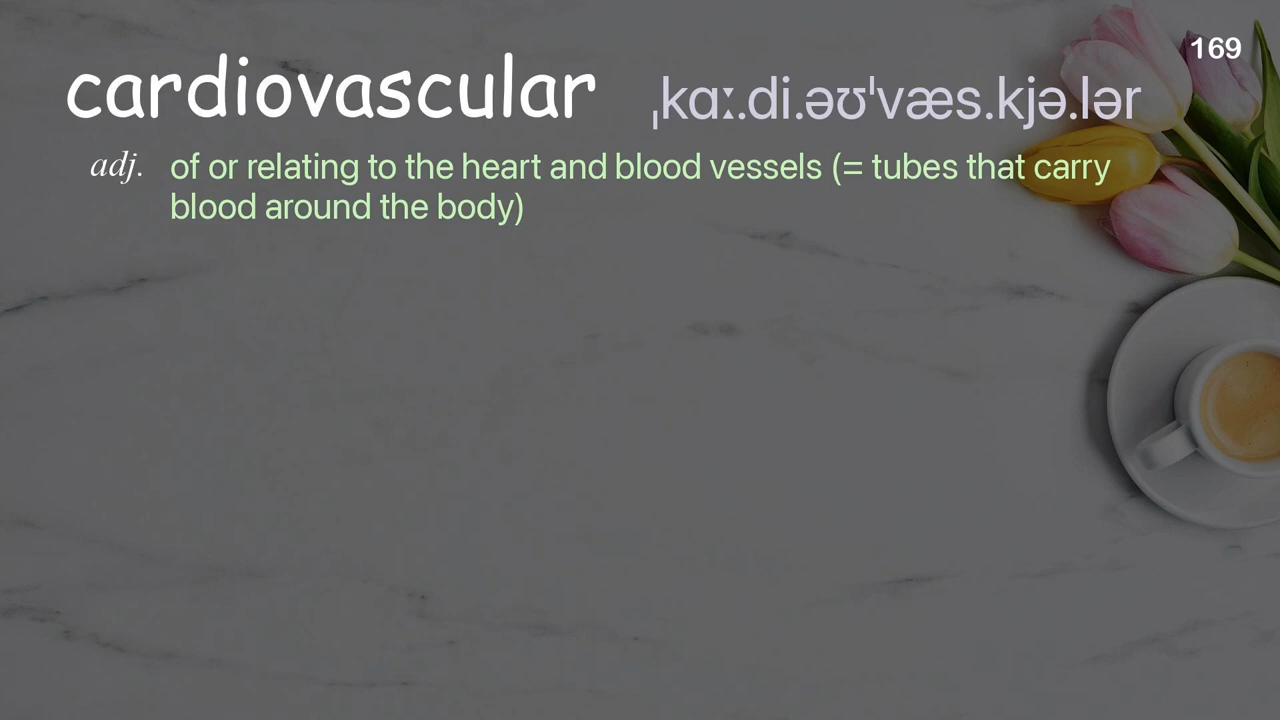 169
cardiovascular ˌkɑː.di.əʊˈvæs.kjə.lər
adj. of or relating to the heart and blood vessels (= tubes that carry
blood around the body)